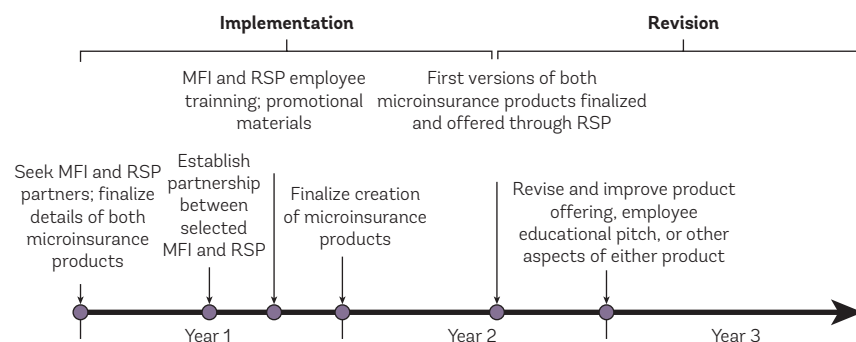 Implementation
Revision
MFI and RSP employee
trainning; promotional
materials
First versions of both
microinsurance products finalized
and offered through RSP
Seek MFI and RSP
partners; finalize
details of both
microinsurance
products
Establish
partnership
between
selected
MFI and RSP
Finalize creation
of microinsurance
products
Revise and improve product
offering, employee
educational pitch, or other
aspects of either product
Year 1
Year 2
Year 3